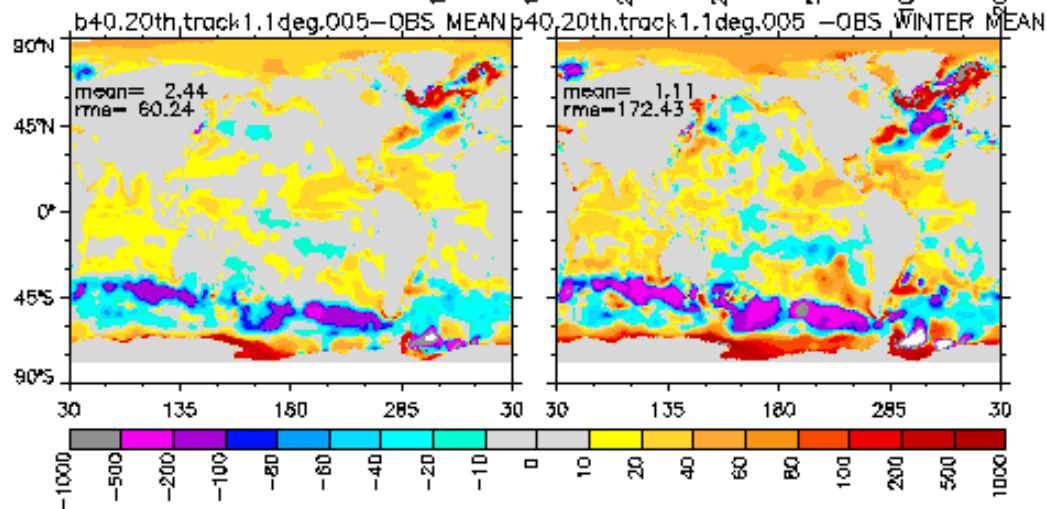 b40.20th.track1.1deg.005-OBS MEAN
b40.20th.track1.1deg.005 -OBS WINTER MEAN
90°N
mean= 2.44
rms= 60.24
mean= 1.11
rms=172.43
45°N
0°
45°S
90°S
30 135 180 285 30
30 135 180 285 30
-1000 -500 -200 -100 -80 -60 -40 -20 -10 0 10 20 40 60 80 100 200 500 1000